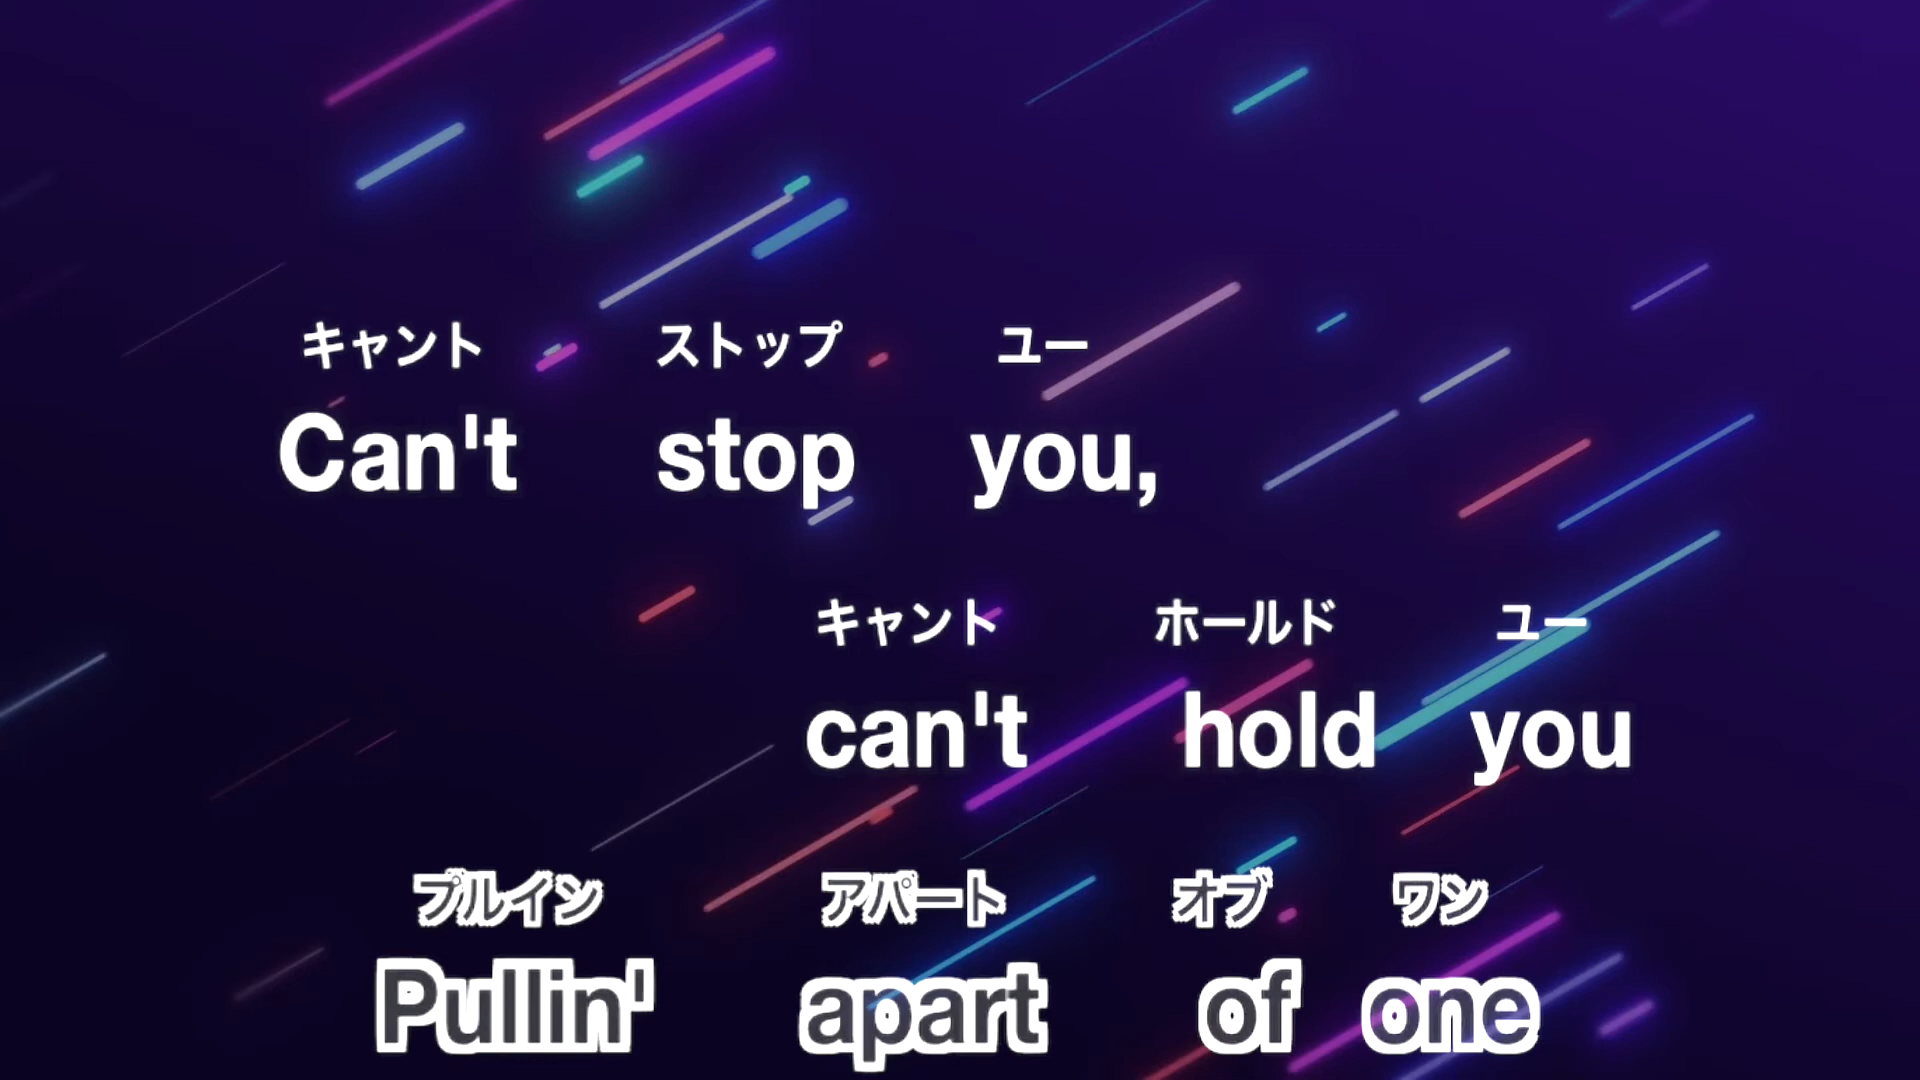 キャント ストップ ユー
Can't stop you,
キャント ホールド ユー
can't hold you
プルイン アパート オブ ワン
Pullin' apart of one